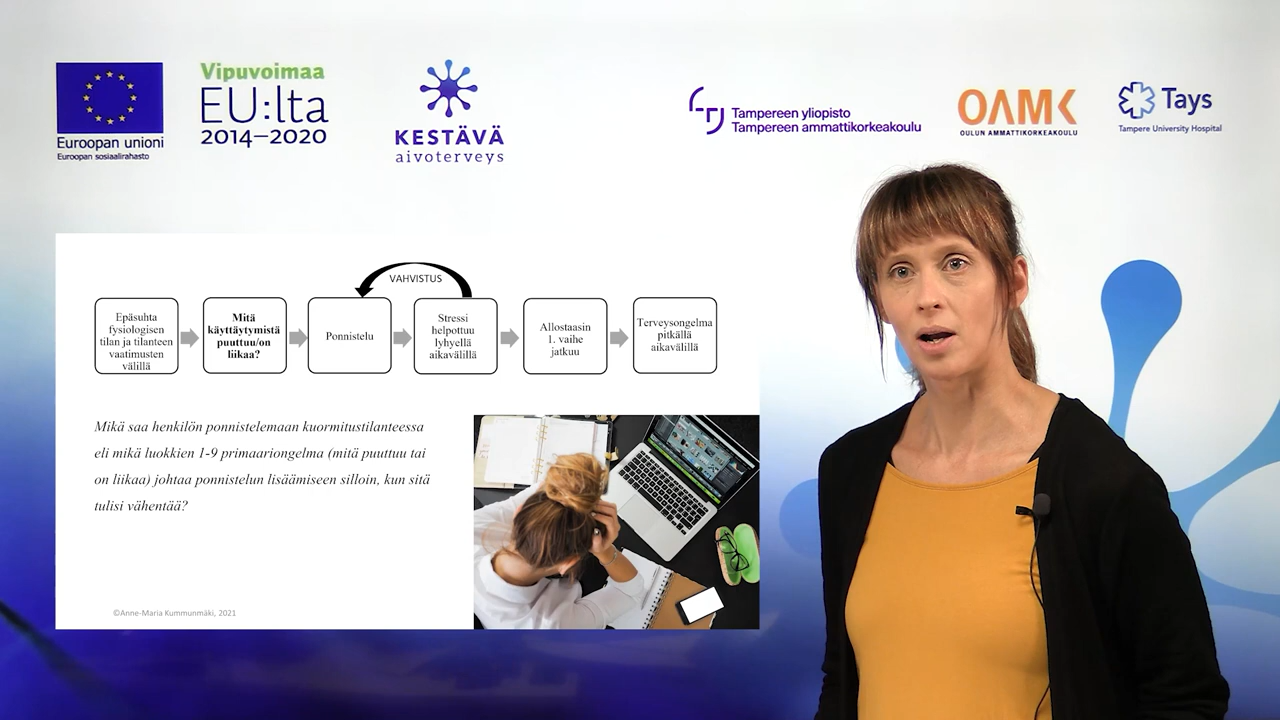 Euroopan unioni
Euroopan sosiaalirahasto
Vipuvoimaa
EU:lta
2014–2020
KESTÄVÄ
aivoterveys
Tampereen yliopisto
Tampereen ammattikorkeakoulu
OAMK
OULUN AMMATTIKORKEAKOULU
Tays
Tampere University Hospital
VAHVISTUS
Epäsuhta
fysiologisen
tilan ja tilanteen
vaatimusten
välillä
Mitä
käyttäytymistä
puuttuu/on
liikaa?
Ponnistelu
Stressi
helpottuu
lyhyellä
aikavälillä
Allostaasin
1. vaihe
jatkuu
Terveysongelma
pitkällä
aikavälillä
Mikä saa henkilön ponnistelemaan kuormitustilanteessa
eli mikä luokkien 1-9 primaariongelma (mitä puuttuu tai
on liikaa) johtaa ponnistelun lisäämiseen silloin, kun sitä
tulisi vähentää?
©Anne-Maria Kummunmäki, 2021